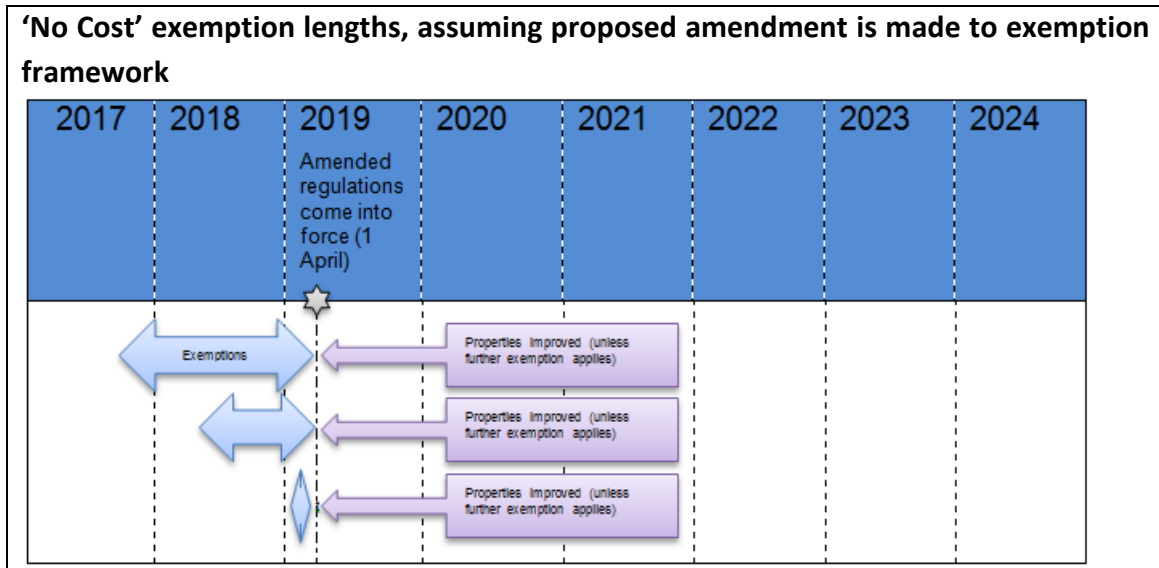 ‘No Cost’ exemption lengths, assuming proposed amendment is made to exemption
framework
2017 2018 2019 2020 2021 2022 2023 2024
Amended
regulations
come into
force (1
April)
Exemptions
Properties Improved (unless
further exemption applies)
Properties Improved (unless
further exemption applies)
Properties Improved (unless
further exemption applies)